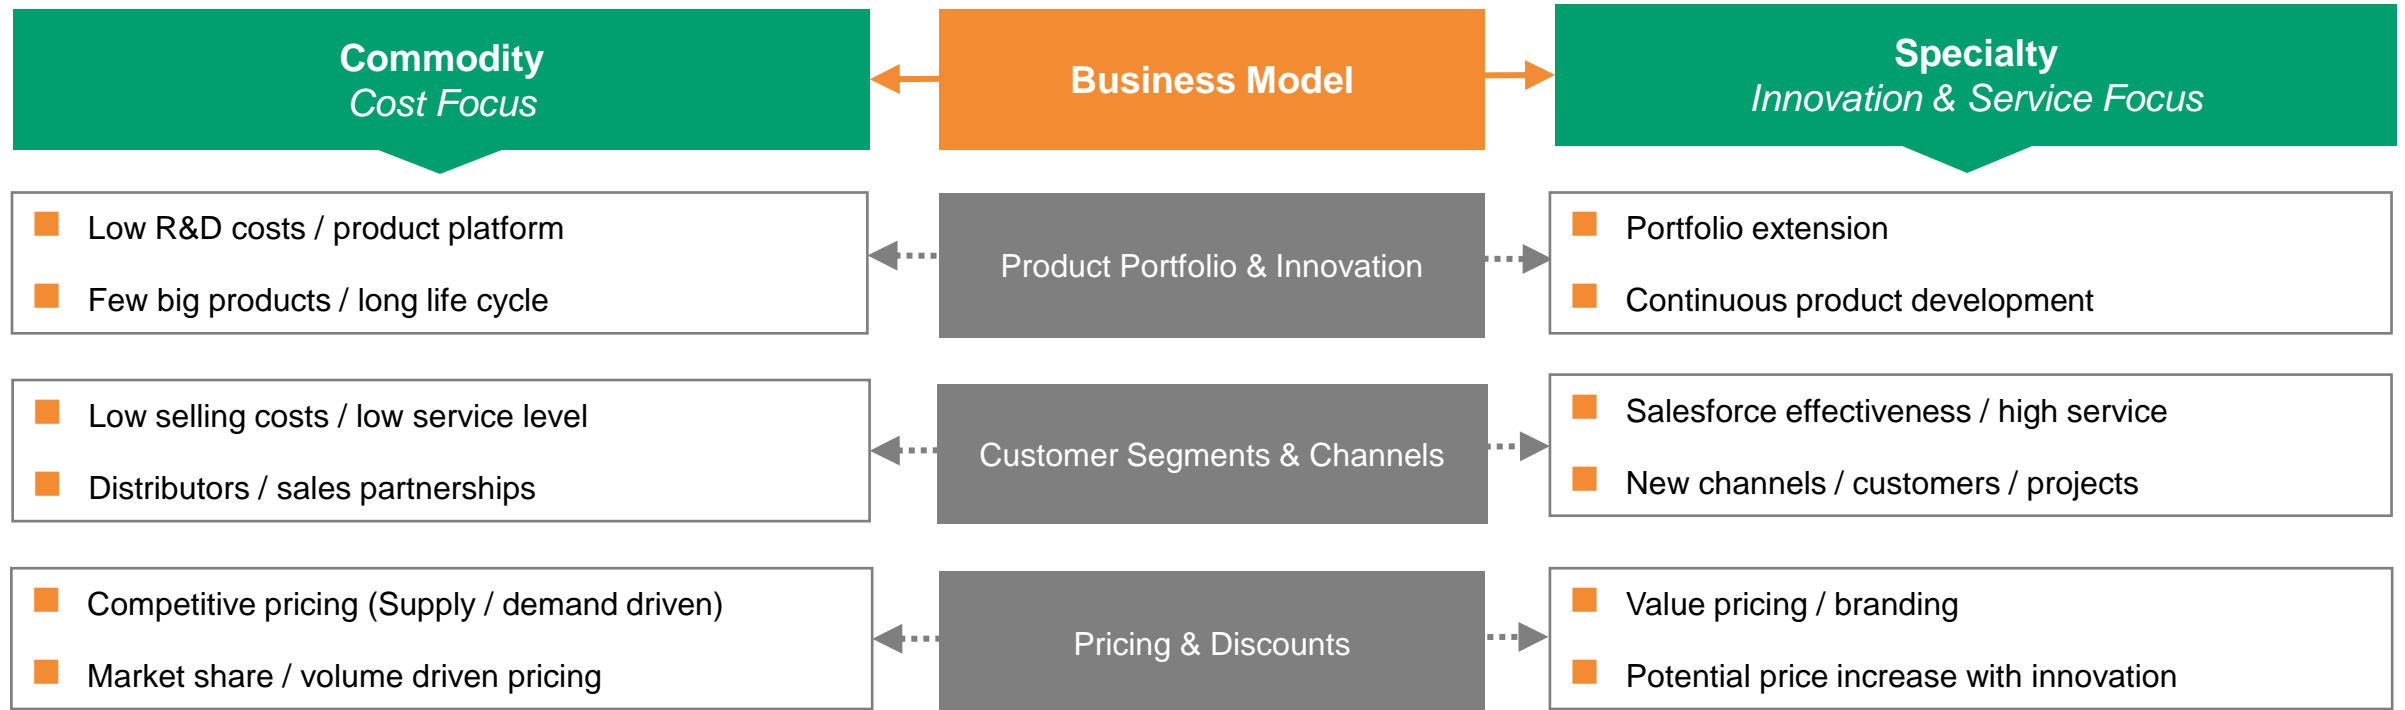 Commodity
Cost Focus
Business Model
Specialty
Innovation & Service Focus
Low R&D costs / product platform
Few big products / long life cycle
Product Portfolio & Innovation
Portfolio extension
Continuous product development
Low selling costs / low service level
Distributors / sales partnerships
Customer Segments & Channels
Salesforce effectiveness / high service
New channels / customers / projects
Competitive pricing (Supply / demand driven)
Market share / volume driven pricing
Pricing & Discounts
Value pricing / branding
Potential price increase with innovation